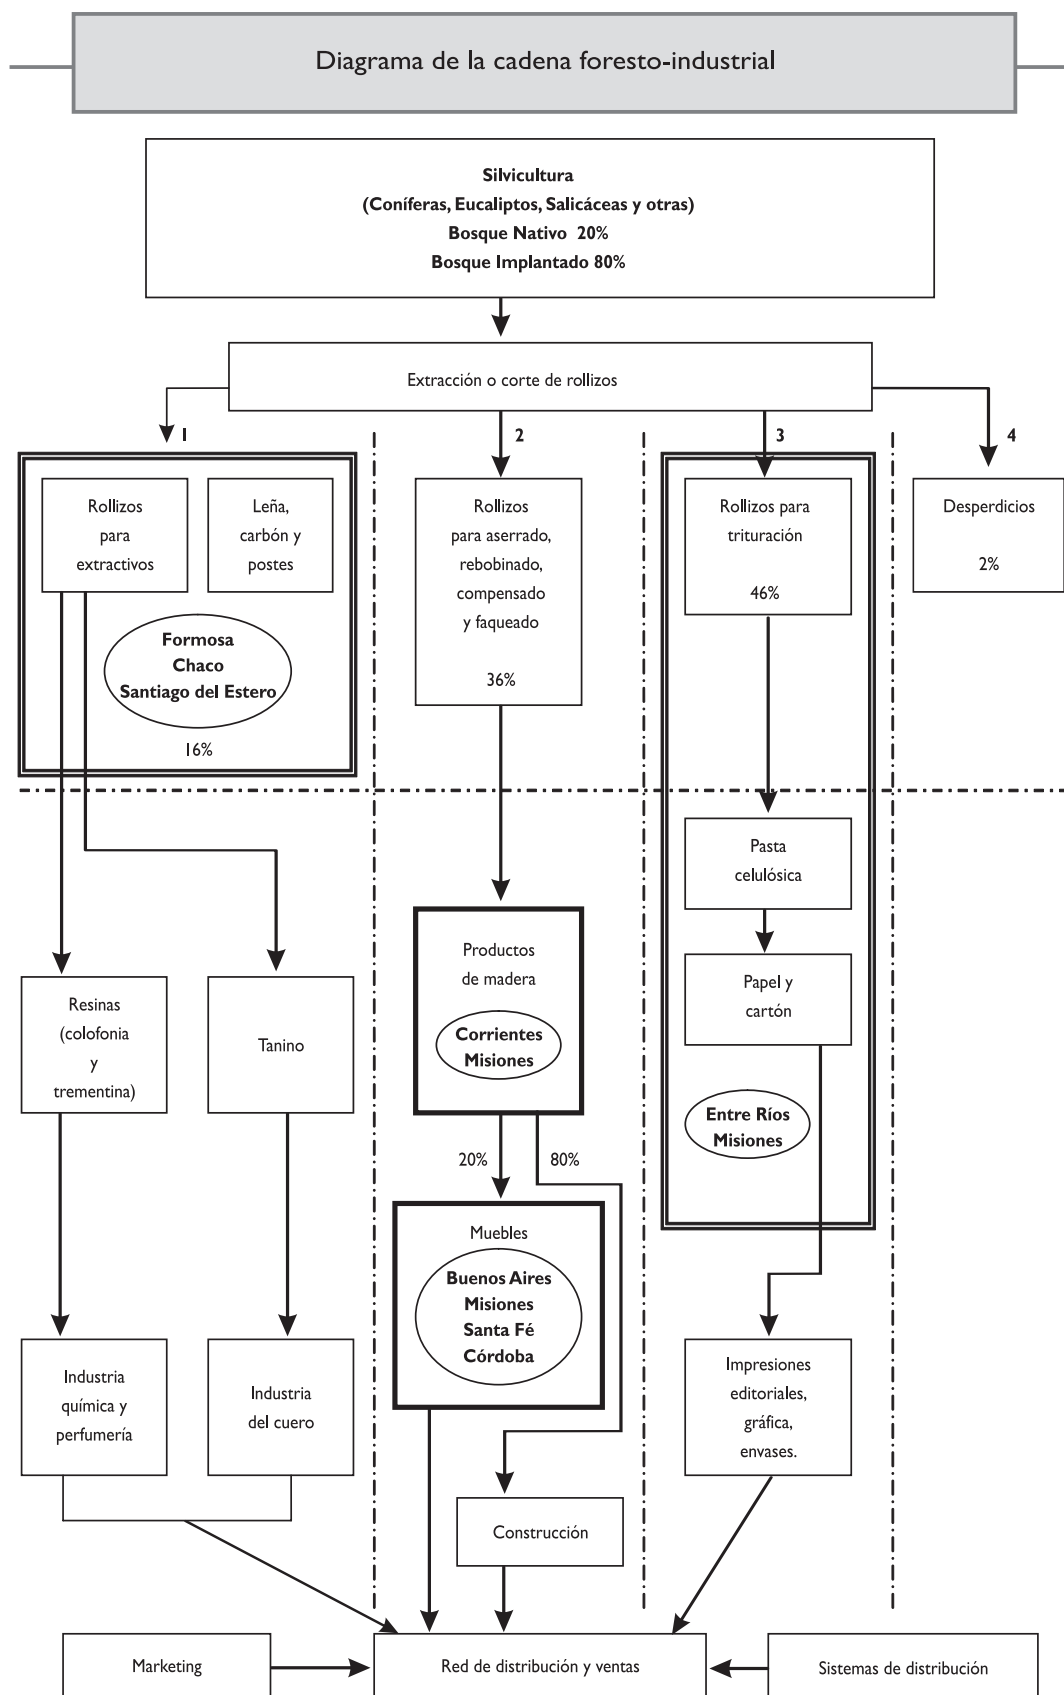 Diagrama de la cadena foresto-industrial
Silvicultura
(Coníferas, Eucaliptos, Salicáceas y otras)
Bosque Nativo 20%
Bosque Implantado 80%
Extracción o corte de rollizos
1
2
3
4
Rollizos
para
extractivos
Leña,
carbón y
postes
Formosa
Chaco
Santiago del Estero
16%
Rollizos
para aserrado,
rebobinado,
compensado
y faqueado
36%
Rollizos para
trituración
46%
Desperdicios
2%
Pasta
celulósica
Papel y
cartón
Entre Ríos
Misiones
Productos
de madera
Corrientes
Misiones
Resinas
(colofonia
y
trementina)
Tanino
20%
80%
Muebles
Buenos Aires
Misiones
Santa Fé
Córdoba
Industria
química y
perfumería
Industria
del cuero
Impresiones
editoriales,
gráfica,
envases.
Construcción
Marketing
Red de distribución y ventas
Sistemas de distribución